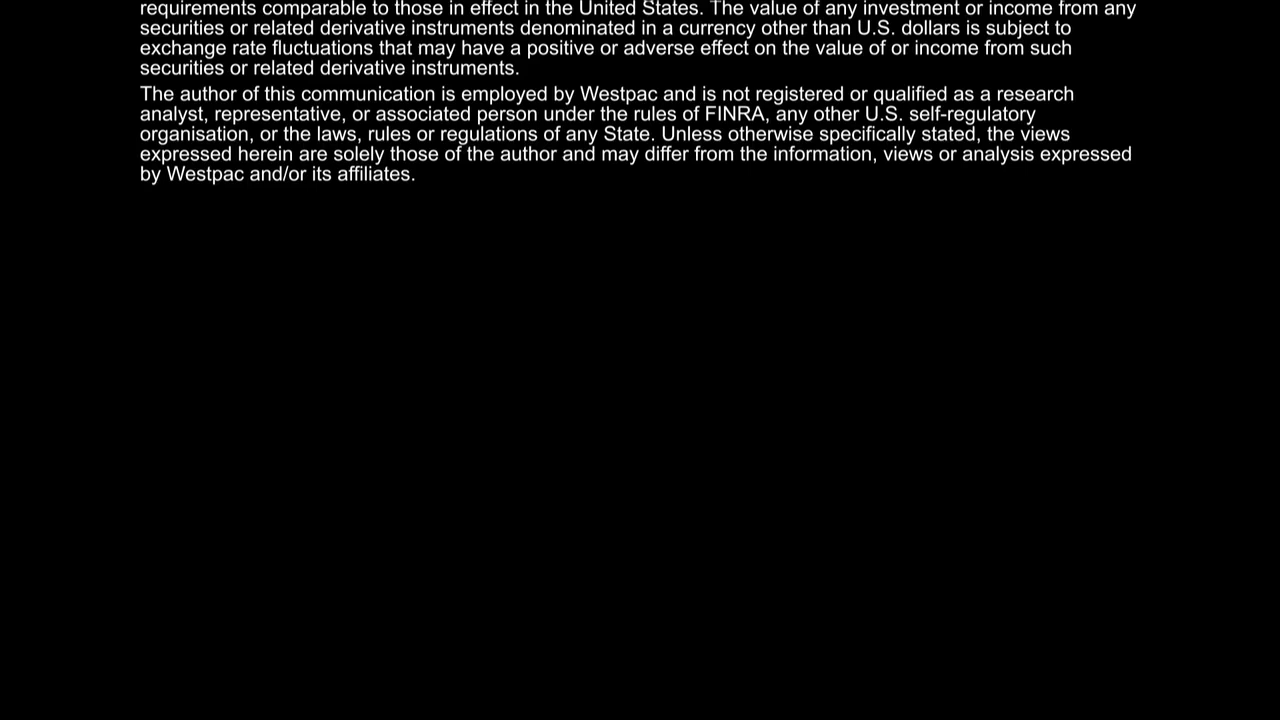 requirements comparable to those in effect in the United States. The value of any investment or income from any
securities or related derivative instruments denominated in a currency other than U.S. dollars is subject to
exchange rate fluctuations that may have a positive or adverse effect on the value of or income from such
securities or related derivative instruments.
The author of this communication is employed by Westpac and is not registered or qualified as a research
analyst, representative, or associated person under the rules of FINRA, any other U.S. self-regulatory
organisation, or the laws, rules or regulations of any State. Unless otherwise specifically stated, the views
expressed herein are solely those of the author and may differ from the information, views or analysis expressed
by Westpac and/or its affiliates.